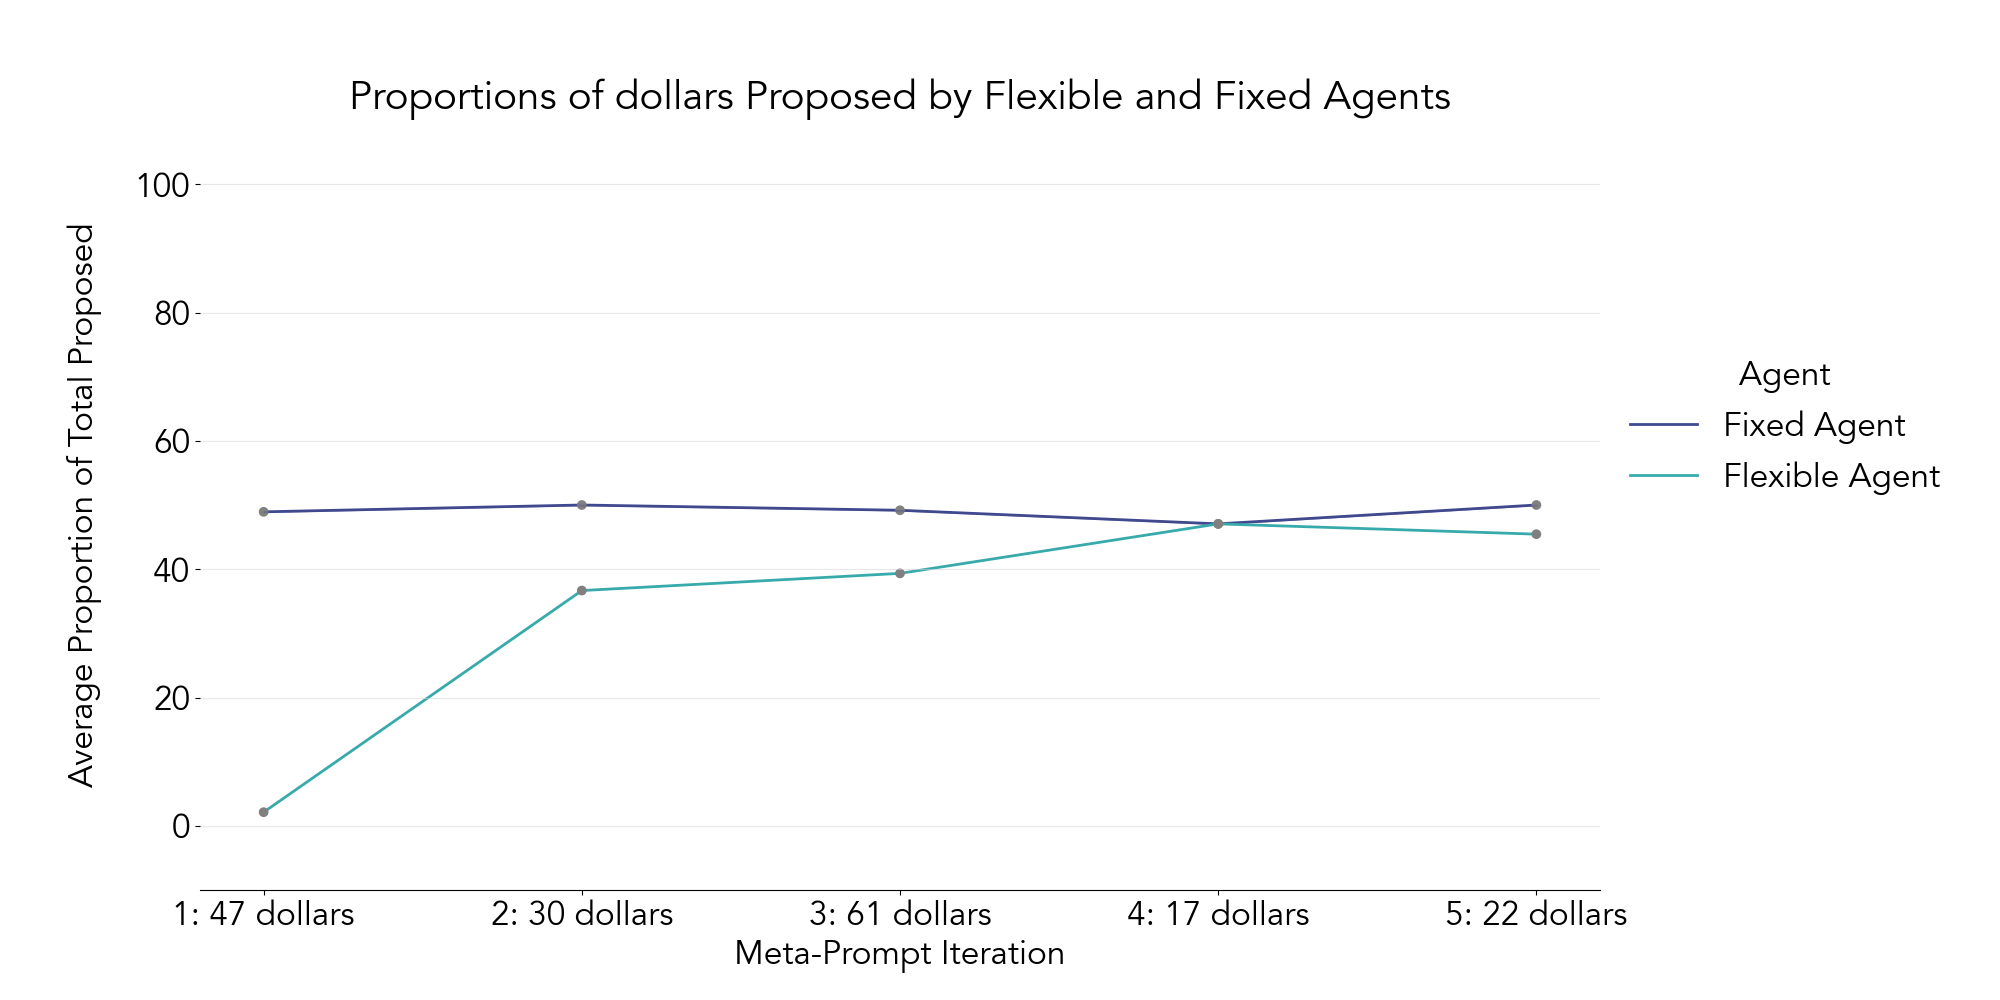 Proportions of dollars Proposed by Flexible and Fixed Agents
Average Proportion of Total Proposed
100
80
60
40
20
0
1: 47 dollars
2: 30 dollars
3: 61 dollars
4: 17 dollars
5: 22 dollars
Meta-Prompt Iteration
Agent
Fixed Agent
Flexible Agent